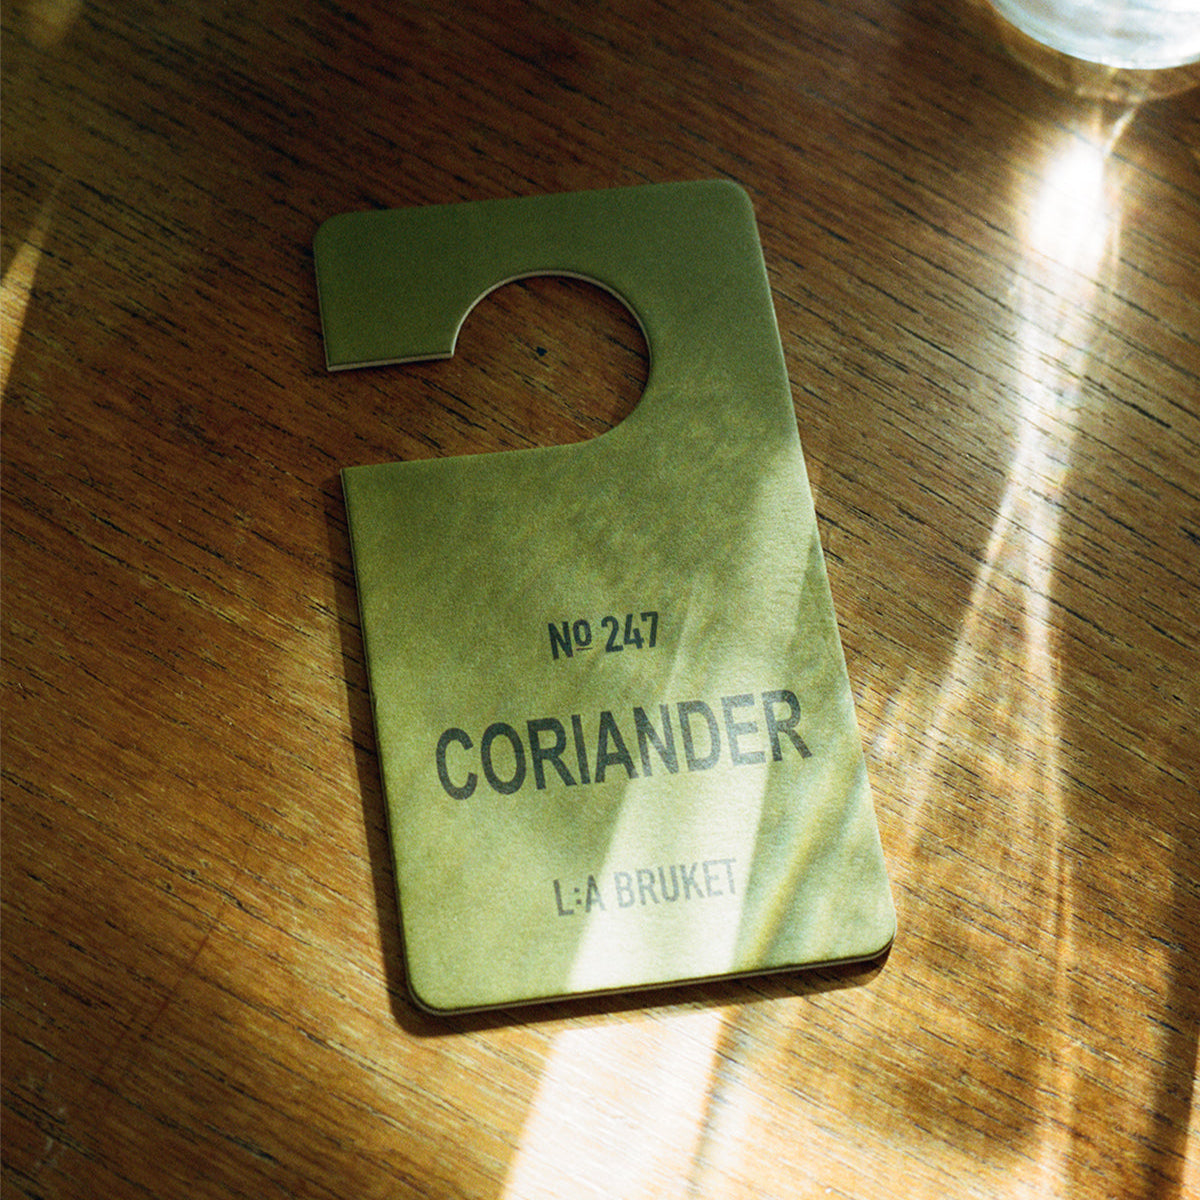 Nº 247
CORIANDER
L:A BRUKET